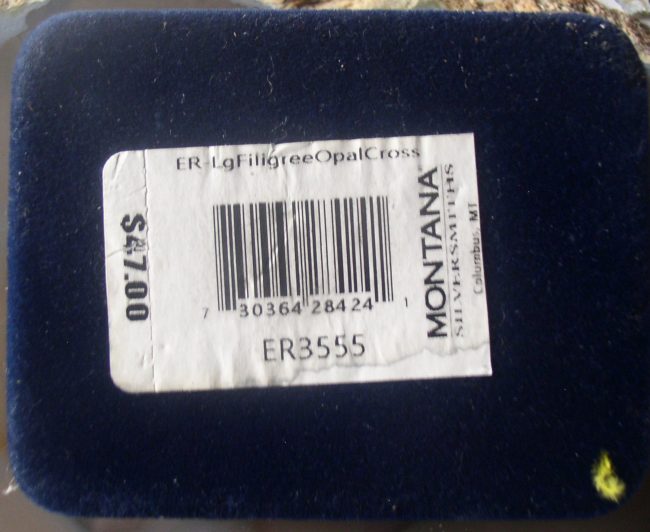 ER-LgFiligreeOpalCross
$47.00
7 30364 28424 1
ER3555
MONTANA
SILVERSMITHS
Columbus, MT